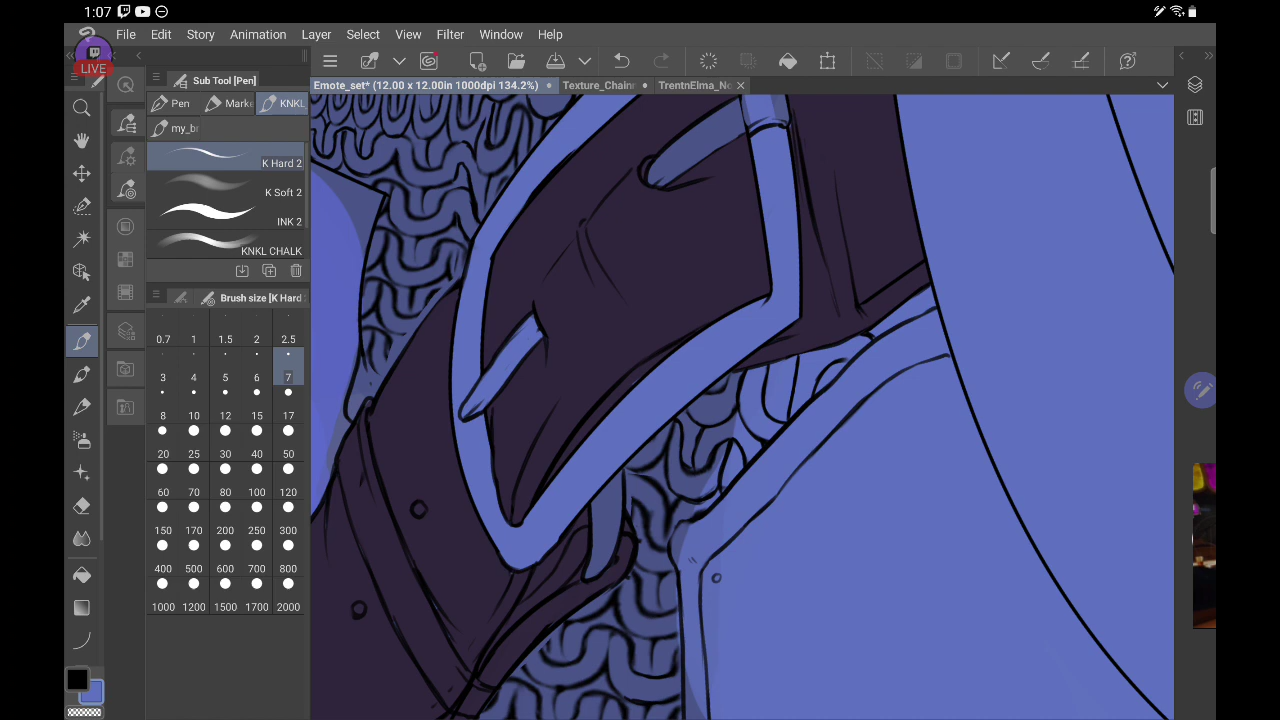 1:07
LIVE
File Edit Story Animation Layer Select View Filter Window Help
Sub Tool [Pen]
Emote_set* (12.00 x 12.00in 1000dpi 134.2%) Texture_Chain TrentnElma_No
Pen Marke KNKL
my_br
K Hard 2
K Soft 2
INK 2
KNKL CHALK
Brush size [K Hard
0.7 1 1.5 2 2.5
3 4 5 6 7
8 10 12 15 17
20 25 30 40 50
60 70 80 100 120
150 170 200 250 300
400 500 600 700 800
1000 1200 1500 1700 2000